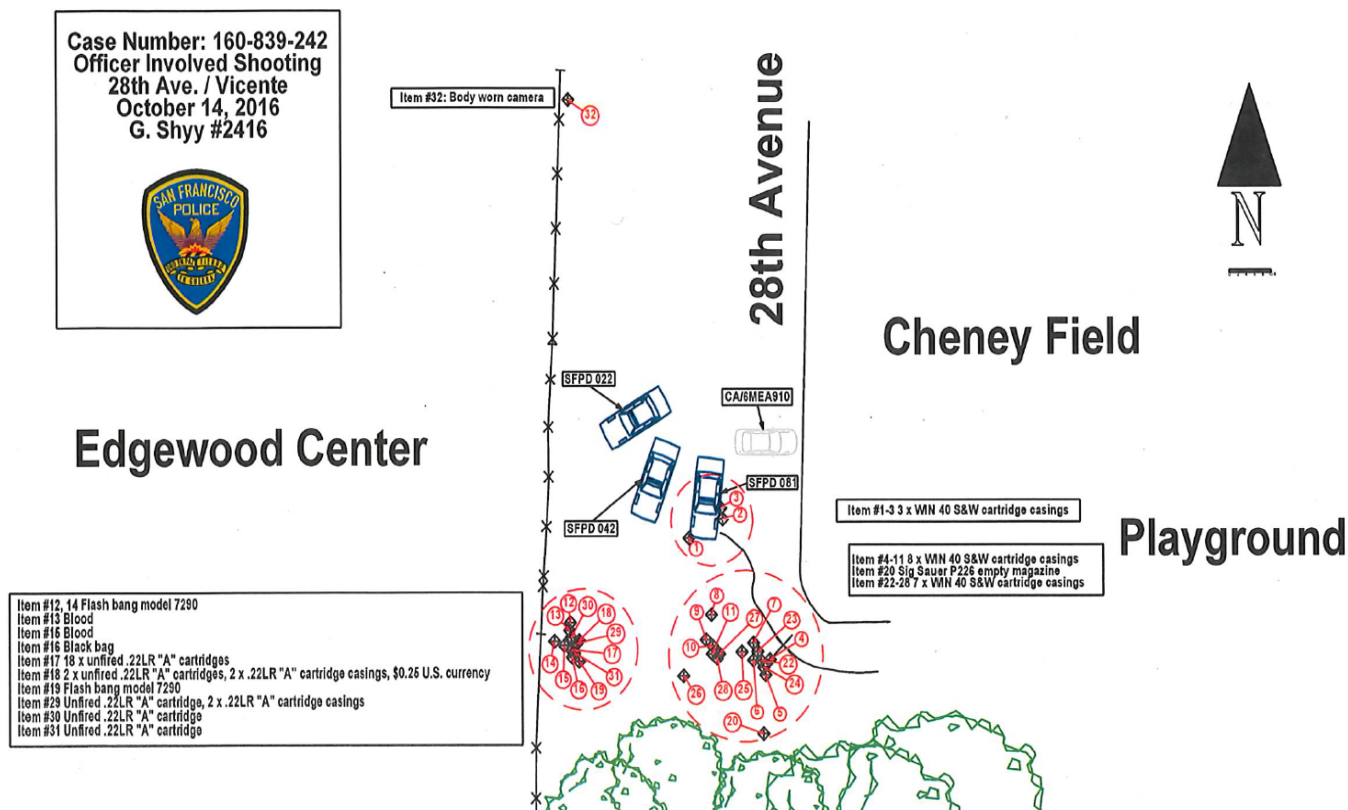 Case Number: 160-839-242
Officer Involved Shooting
28th Ave. / Vicente
October 14, 2016
G. Shyy #2416
SAN FRANCISCO
POLICE
Item #32: Body worn camera
32
28th Avenue
N
Cheney Field
SFPD 022
CA/6MEA910
Edgewood Center
SFPD 081
SFPD 042
3
2
1
Item #1-3 3 x WIN 40 S&W cartridge casings
Playground
Item #4-11 8 x WIN 40 S&W cartridge casings
Item #20 Sig Sauer P226 empty magazine
Item #22-28 7 x WIN 40 S&W cartridge casings
Item #12, 14 Flash bang model 7290
Item #13 Blood
Item #15 Blood
Item #16 Black bag
Item #17 18 x unfired .22LR "A" cartridges
Item #18 2 x unfired .22LR "A" cartridges, 2 x .22LR "A" cartridge casings, $0.25 U.S. currency
Item #19 Flash bang model 7290
Item #29 Unfired .22LR "A" cartridge, 2 x .22LR "A" cartridge casings
Item #30 Unfired .22LR "A" cartridge
Item #31 Unfired .22LR "A" cartridge
12
30
13
18
29
14
17
15
16
19
31
8
9
11
27
7
23
10
4
22
26
28
25
6
24
5
20